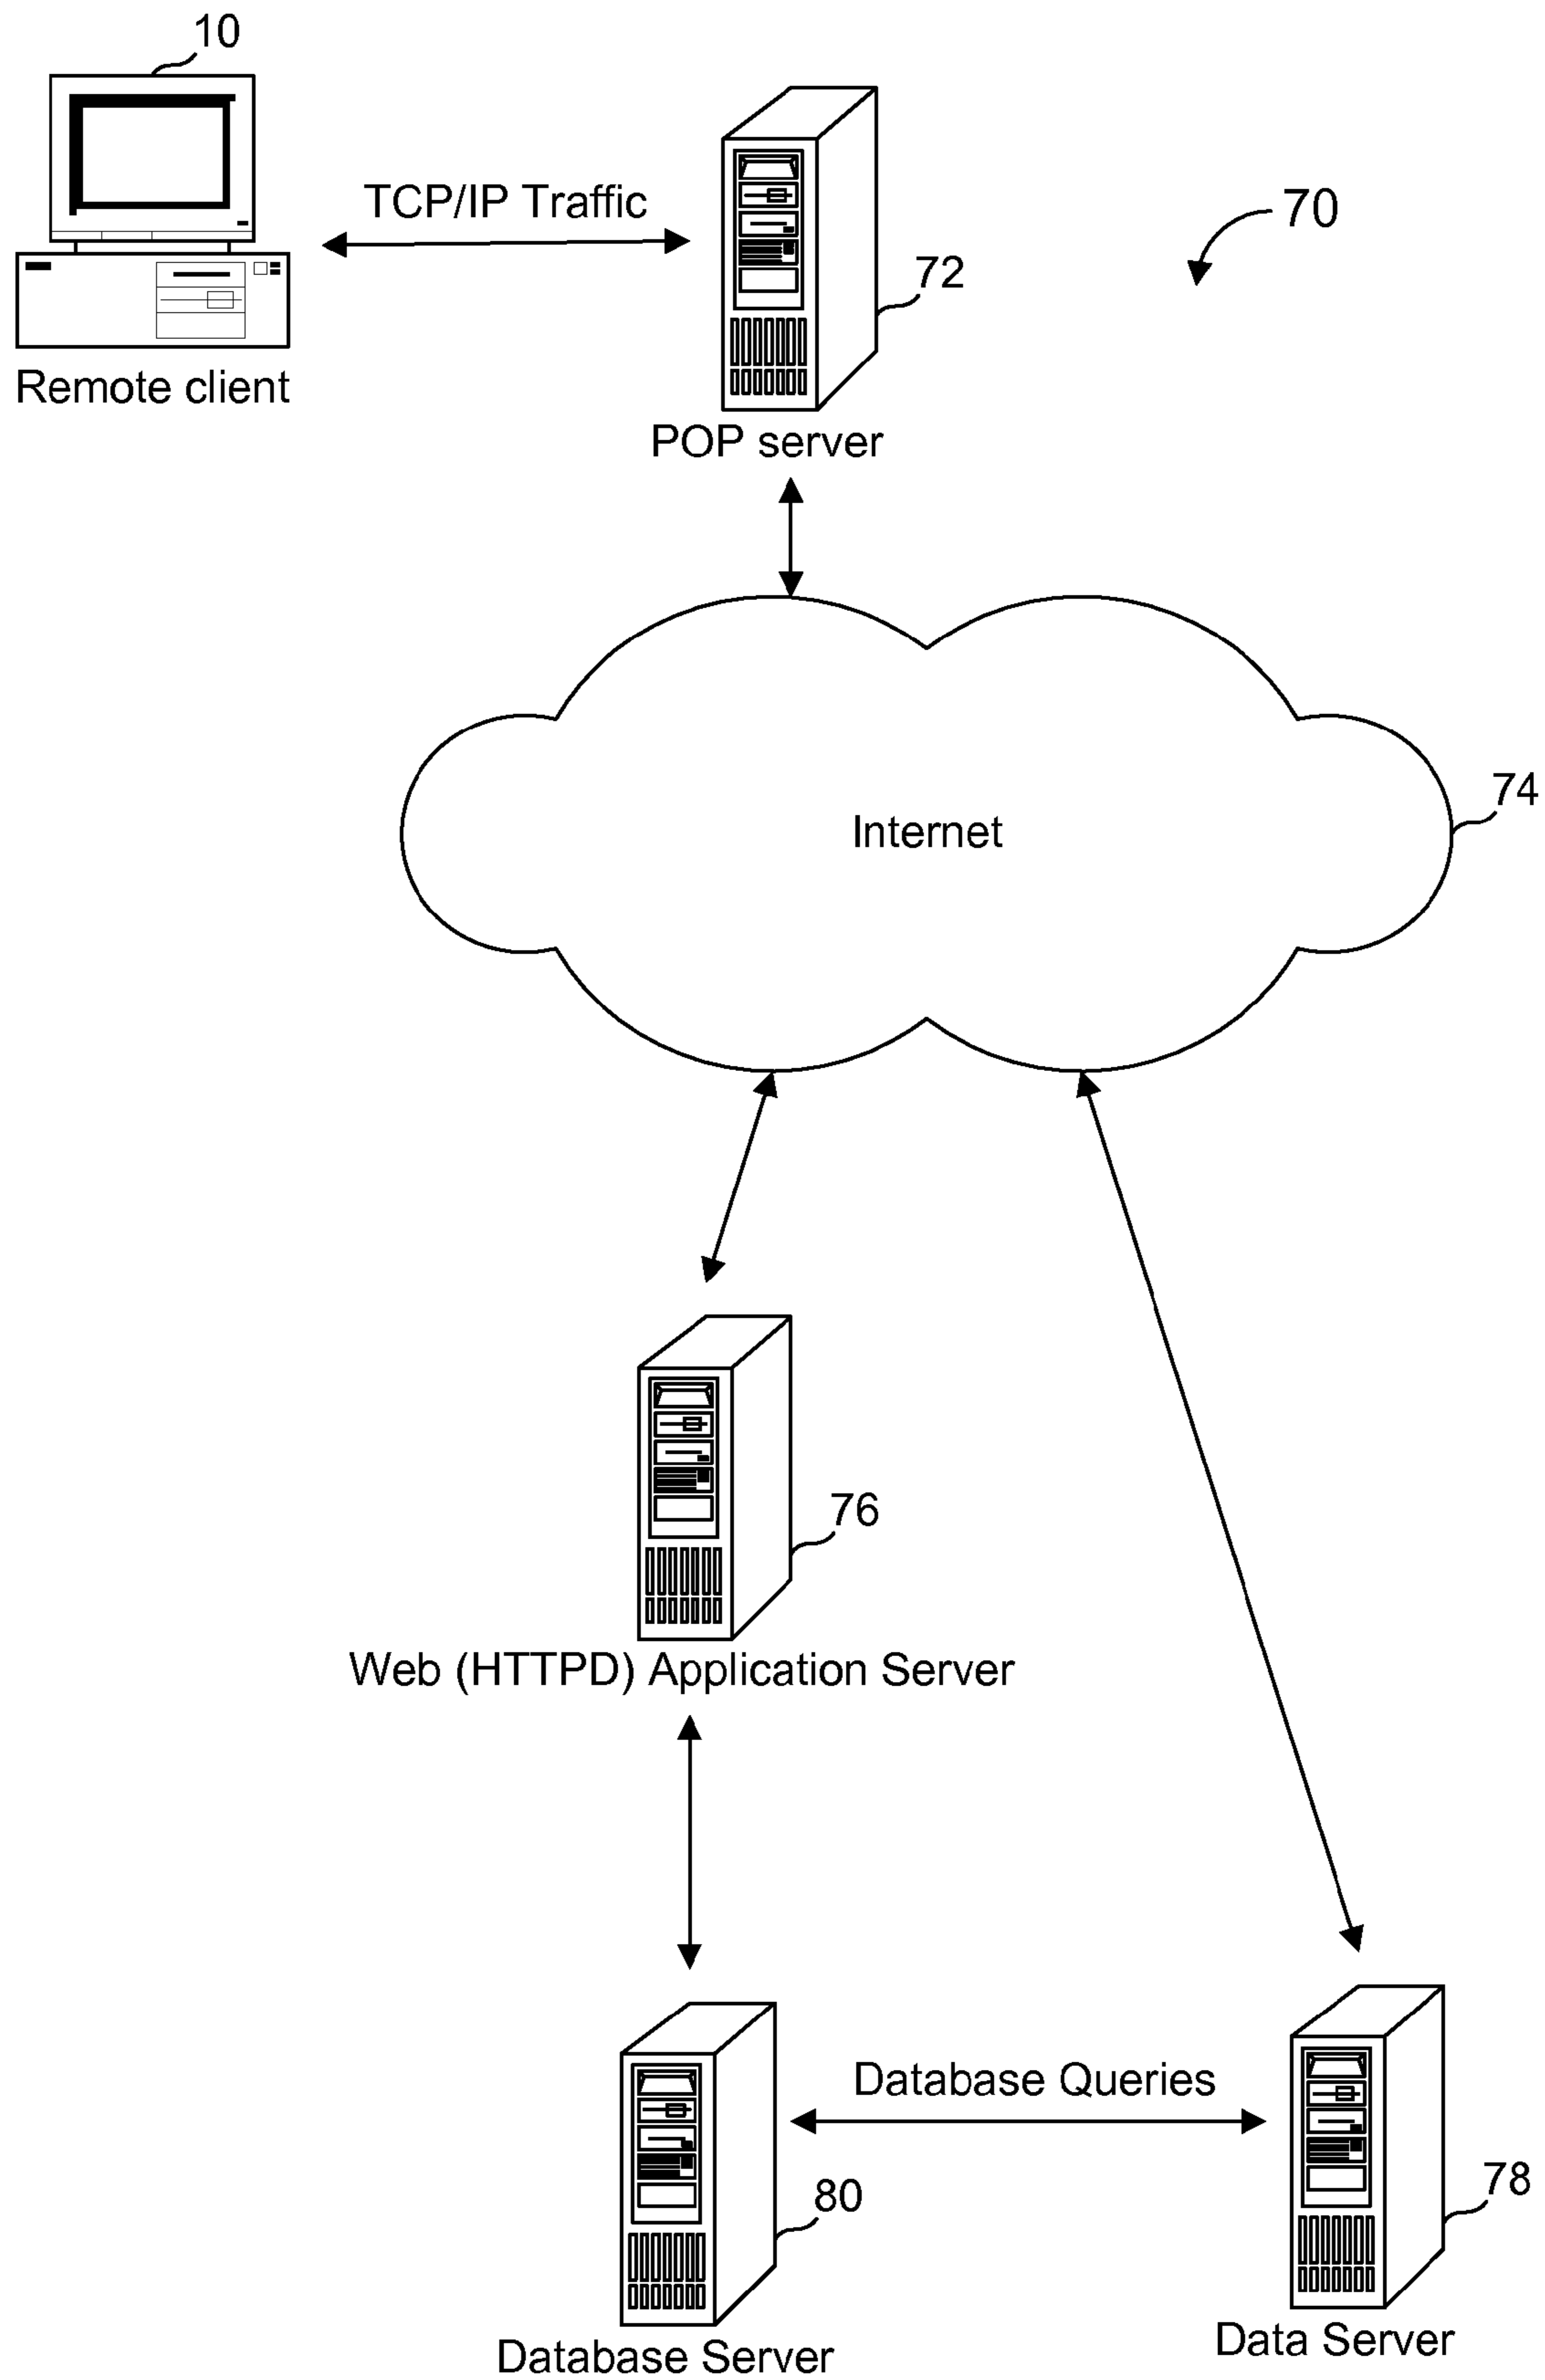 10
TCP/IP Traffic
70
72
Remote client
POP server
74
Internet
76
Web (HTTPD) Application Server
Database Queries
78
80
Data Server
Database Server